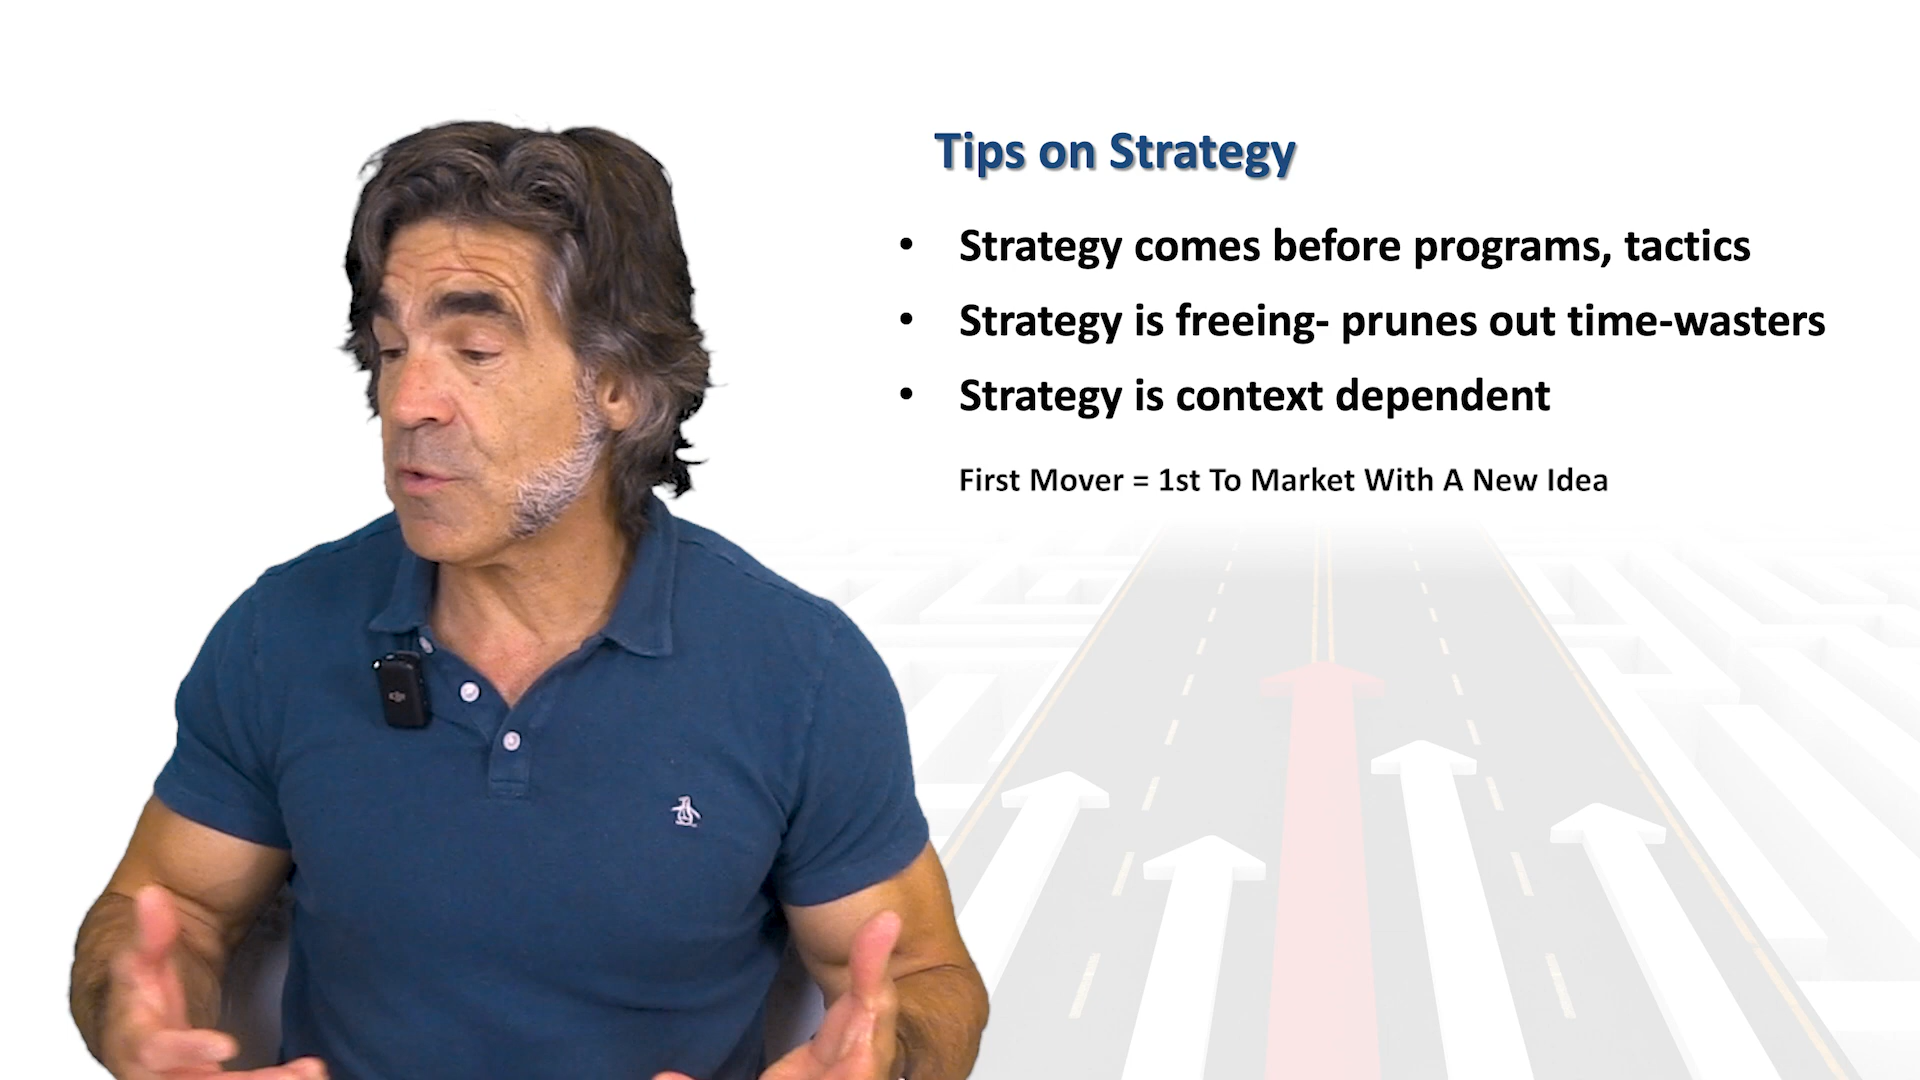 Tips on Strategy
• Strategy comes before programs, tactics
• Strategy is freeing- prunes out time-wasters
• Strategy is context dependent
First Mover = 1st To Market With A New Idea